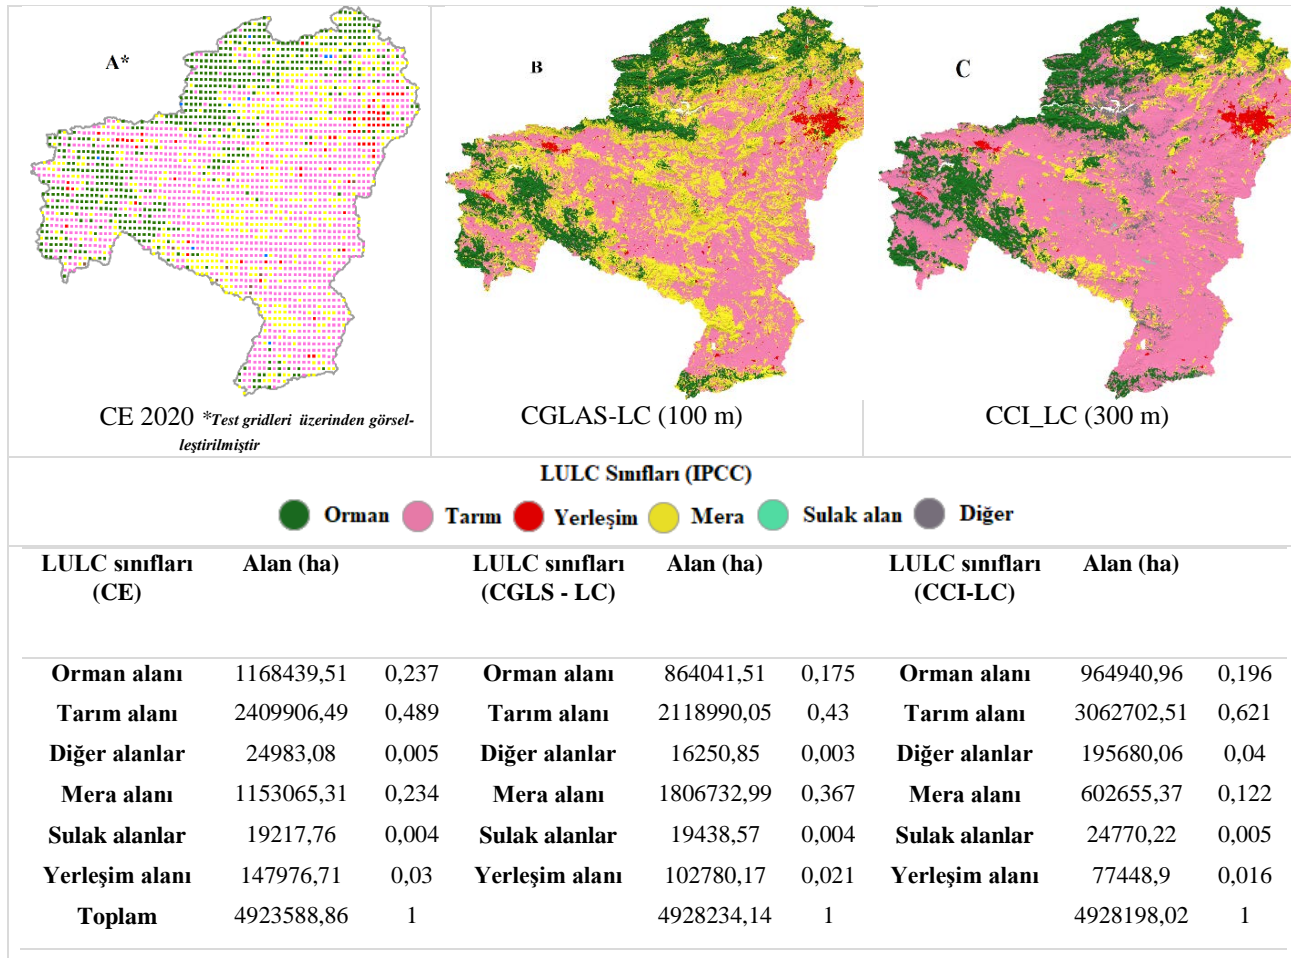 A*
B
C
CE 2020 *Test gridleri üzerinden görsel-
leştirilmiştir
CGLAS-LC (100 m)
CCI_LC (300 m)
LULC Sınıfları (IPCC)
Orman Tarım Yerleşim Mera Sulak alan Diğer
LULC sınıfları Alan (ha) LULC sınıfları Alan (ha) LULC sınıfları Alan (ha)
(CE) (CGLS - LC) (CCI-LC)
Orman alanı 1168439,51 0,237 Orman alanı 864041,51 0,175 Orman alanı 964940,96 0,196
Tarım alanı 2409906,49 0,489 Tarım alanı 2118990,05 0,43 Tarım alanı 3062702,51 0,621
Diğer alanlar 24983,08 0,005 Diğer alanlar 16250,85 0,003 Diğer alanlar 195680,06 0,04
Mera alanı 1153065,31 0,234 Mera alanı 1806732,99 0,367 Mera alanı 602655,37 0,122
Sulak alanlar 19217,76 0,004 Sulak alanlar 19438,57 0,004 Sulak alanlar 24770,22 0,005
Yerleşim alanı 147976,71 0,03 Yerleşim alanı 102780,17 0,021 Yerleşim alanı 77448,9 0,016
Toplam 4923588,86 1 4928234,14 1 4928198,02 1